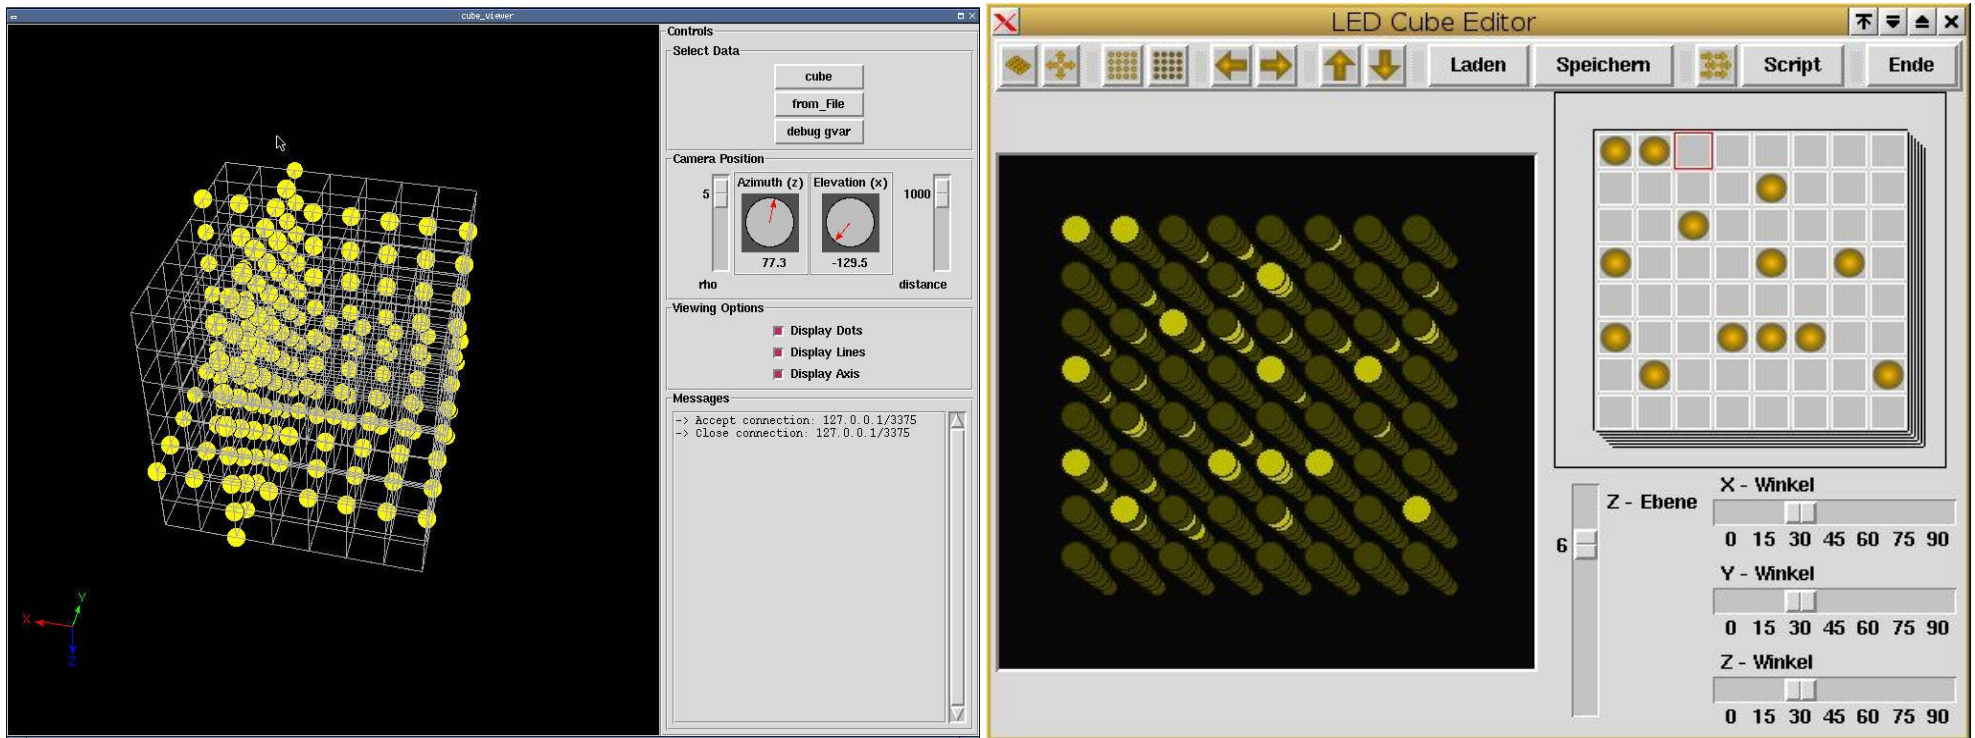 cube_viewer
Controls
Select Data
cube
from_File
debug gvar
Camera Position
5
Azimuth (z)
Elevation (x)
1000
77.3
-129.5
rho
distance
Viewing Options
Display Dots
Display Lines
Display Axis
Messages
-> Accept connection: 127.0.0.1/3375
-> Close connection: 127.0.0.1/3375
X
Y
Z
LED Cube Editor
Laden
Speichern
Script
Ende
Z - Ebene
6
X - Winkel
0 15 30 45 60 75 90
Y - Winkel
0 15 30 45 60 75 90
Z - Winkel
0 15 30 45 60 75 90